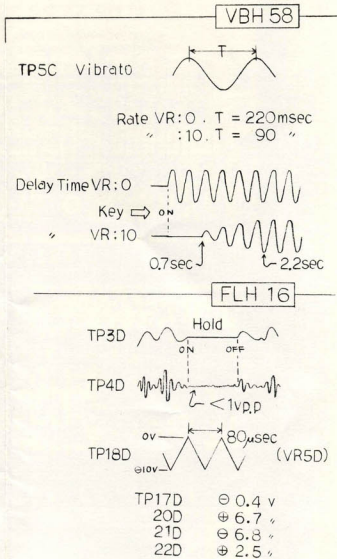 VBH 58
T
TP5C Vibrato
Rate VR:0 . T = 220msec
〃 :10. T = 90 〃
Delay Time VR:0
Key ⇨ ON
〃 VR:10
0.7sec 2.2sec
FLH 16
TP3D Hold
ON OFF
TP4D
<1VP.P
0V 80µsec
TP18D (VR5D)
⊖10V
TP17D ⊖ 0.4 V
20D ⊕ 6.7 〃
21D ⊖ 6.8 〃
22D ⊕ 2.5 〃